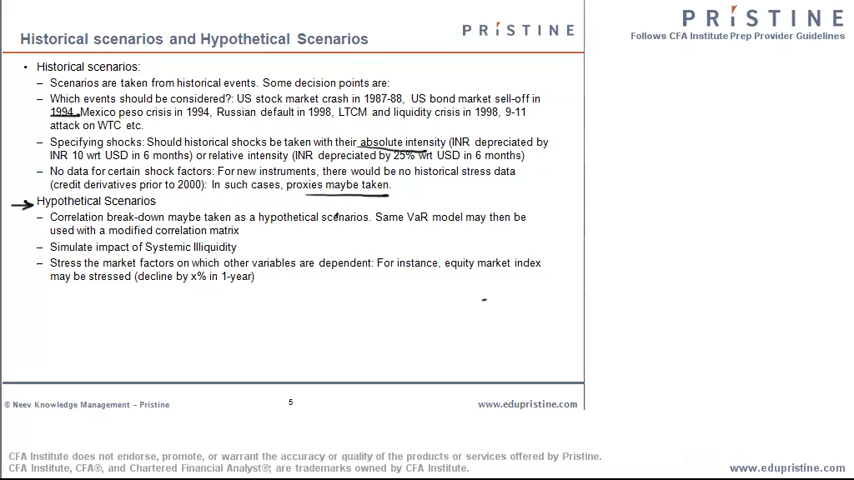 PRiSTINE
Follows CFA Institute Prep Provider Guidelines
PRiSTINE
Historical scenarios and Hypothetical Scenarios
• Historical scenarios:
– Scenarios are taken from historical events. Some decision points are:
– Which events should be considered?: US stock market crash in 1987-88, US bond market sell-off in
1994, Mexico peso crisis in 1994, Russian default in 1998, LTCM and liquidity crisis in 1998, 9-11
attack on WTC etc.
– Specifying shocks: Should historical shocks be taken with their absolute intensity (INR depreciated by
INR 10 wrt USD in 6 months) or relative intensity (INR depreciated by 25% wrt USD in 6 months)
– No data for certain shock factors: For new instruments, there would be no historical stress data
(credit derivatives prior to 2000): In such cases, proxies maybe taken.
Hypothetical Scenarios
– Correlation break-down maybe taken as a hypothetical scenarios. Same VaR model may then be
used with a modified correlation matrix
– Simulate impact of Systemic Illiquidity
– Stress the market factors on which other variables are dependent: For instance, equity market index
may be stressed (decline by x% in 1-year)
© Neev Knowledge Management – Pristine
5
www.edupristine.com
CFA Institute does not endorse, promote, or warrant the accuracy or quality of the products or services offered by Pristine.
CFA Institute, CFA®, and Chartered Financial Analyst®; are trademarks owned by CFA Institute.
www.edupristine.com